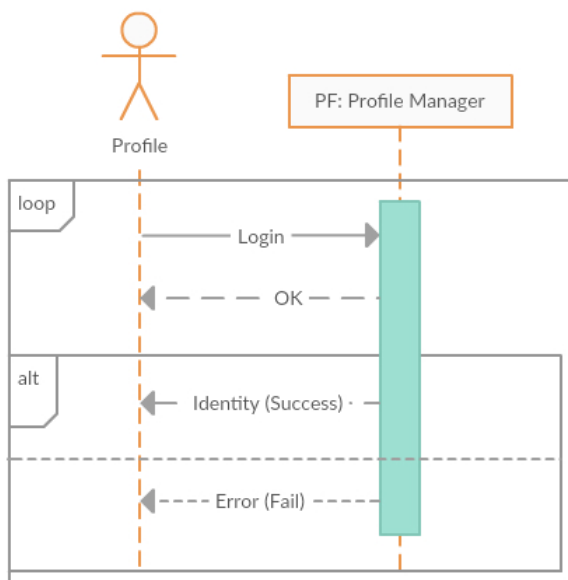 PF: Profile Manager
Profile
loop
Login
OK
alt
Identity (Success)
Error (Fail)